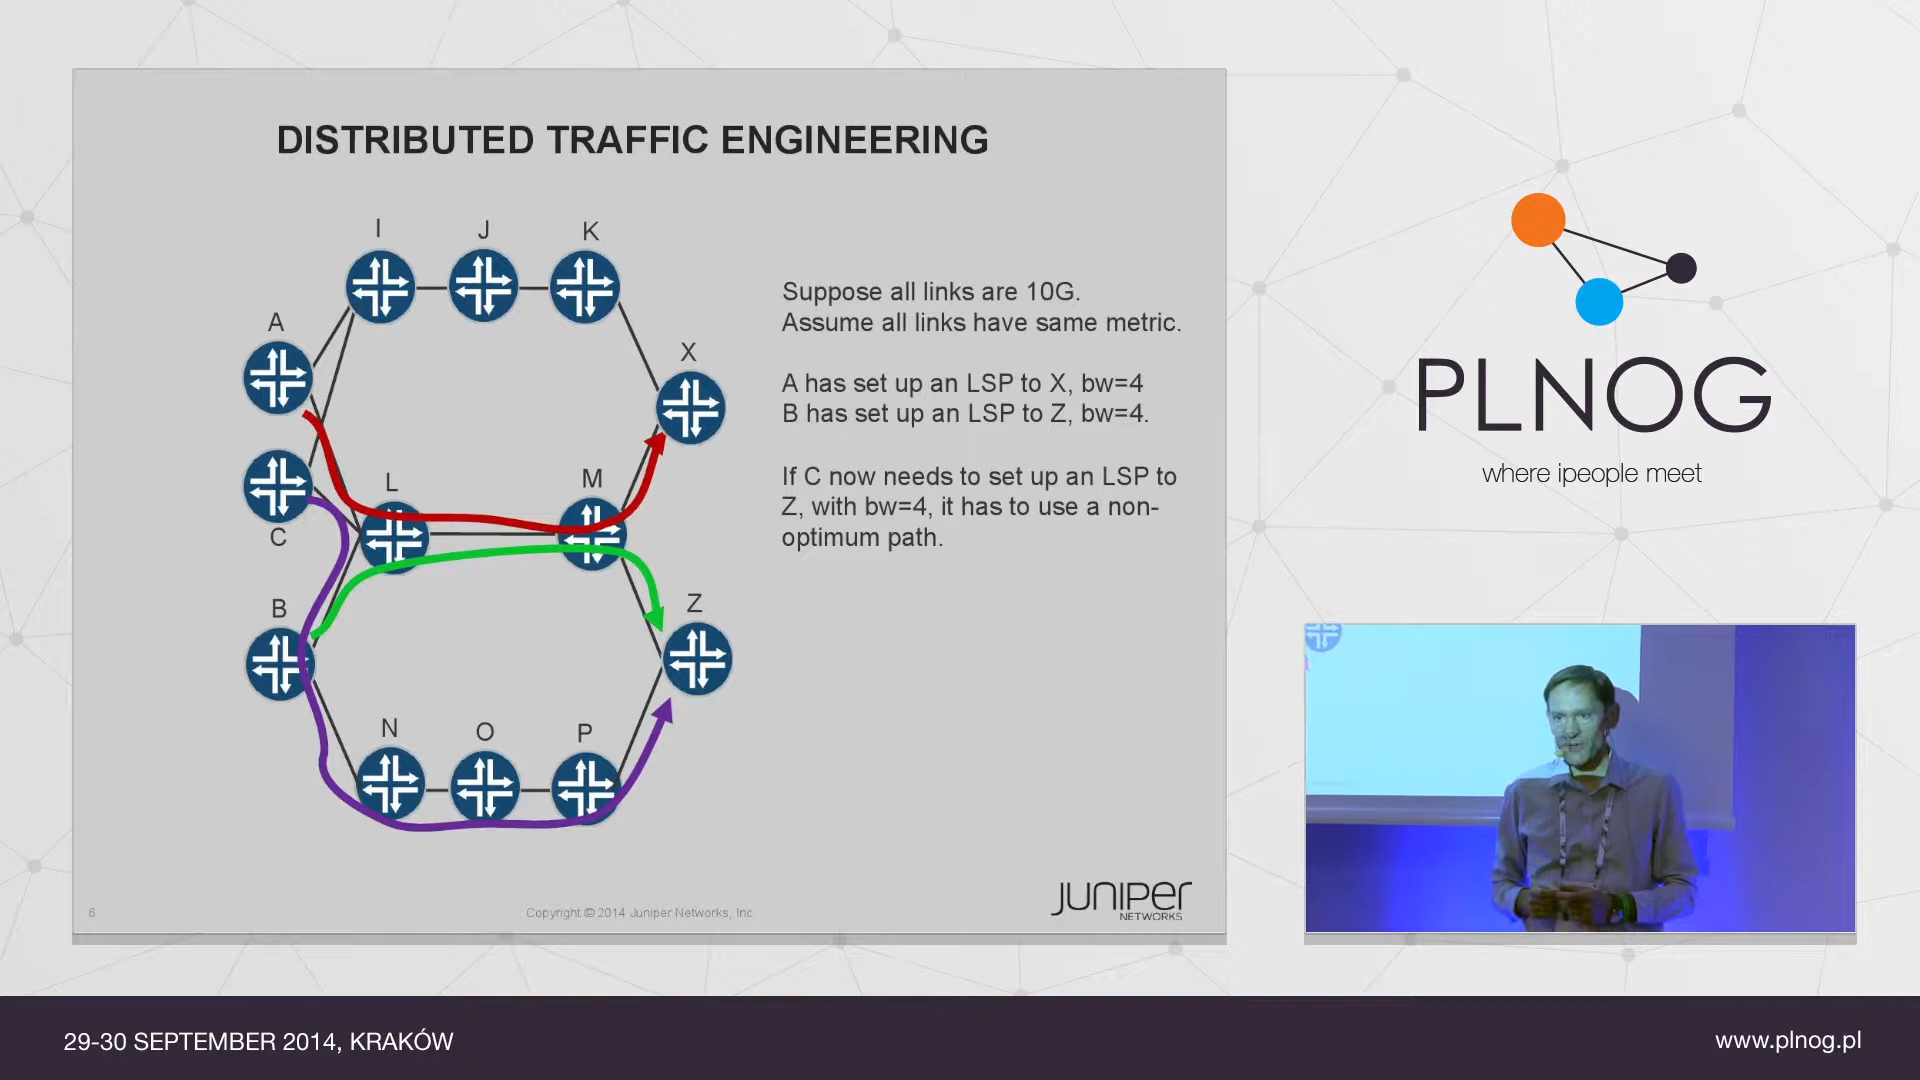 DISTRIBUTED TRAFFIC ENGINEERING
I
J
K
A
X
Suppose all links are 10G.
Assume all links have same metric.
A has set up an LSP to X, bw=4
B has set up an LSP to Z, bw=4.
If C now needs to set up an LSP to
Z, with bw=4, it has to use a non-
optimum path.
L
M
C
B
Z
N
O
P
6
Copyright © 2014 Juniper Networks, Inc
JUNIPER
NETWORKS
PLNOG
where ipeople meet
29-30 SEPTEMBER 2014, KRAKÓW
www.plnog.pl